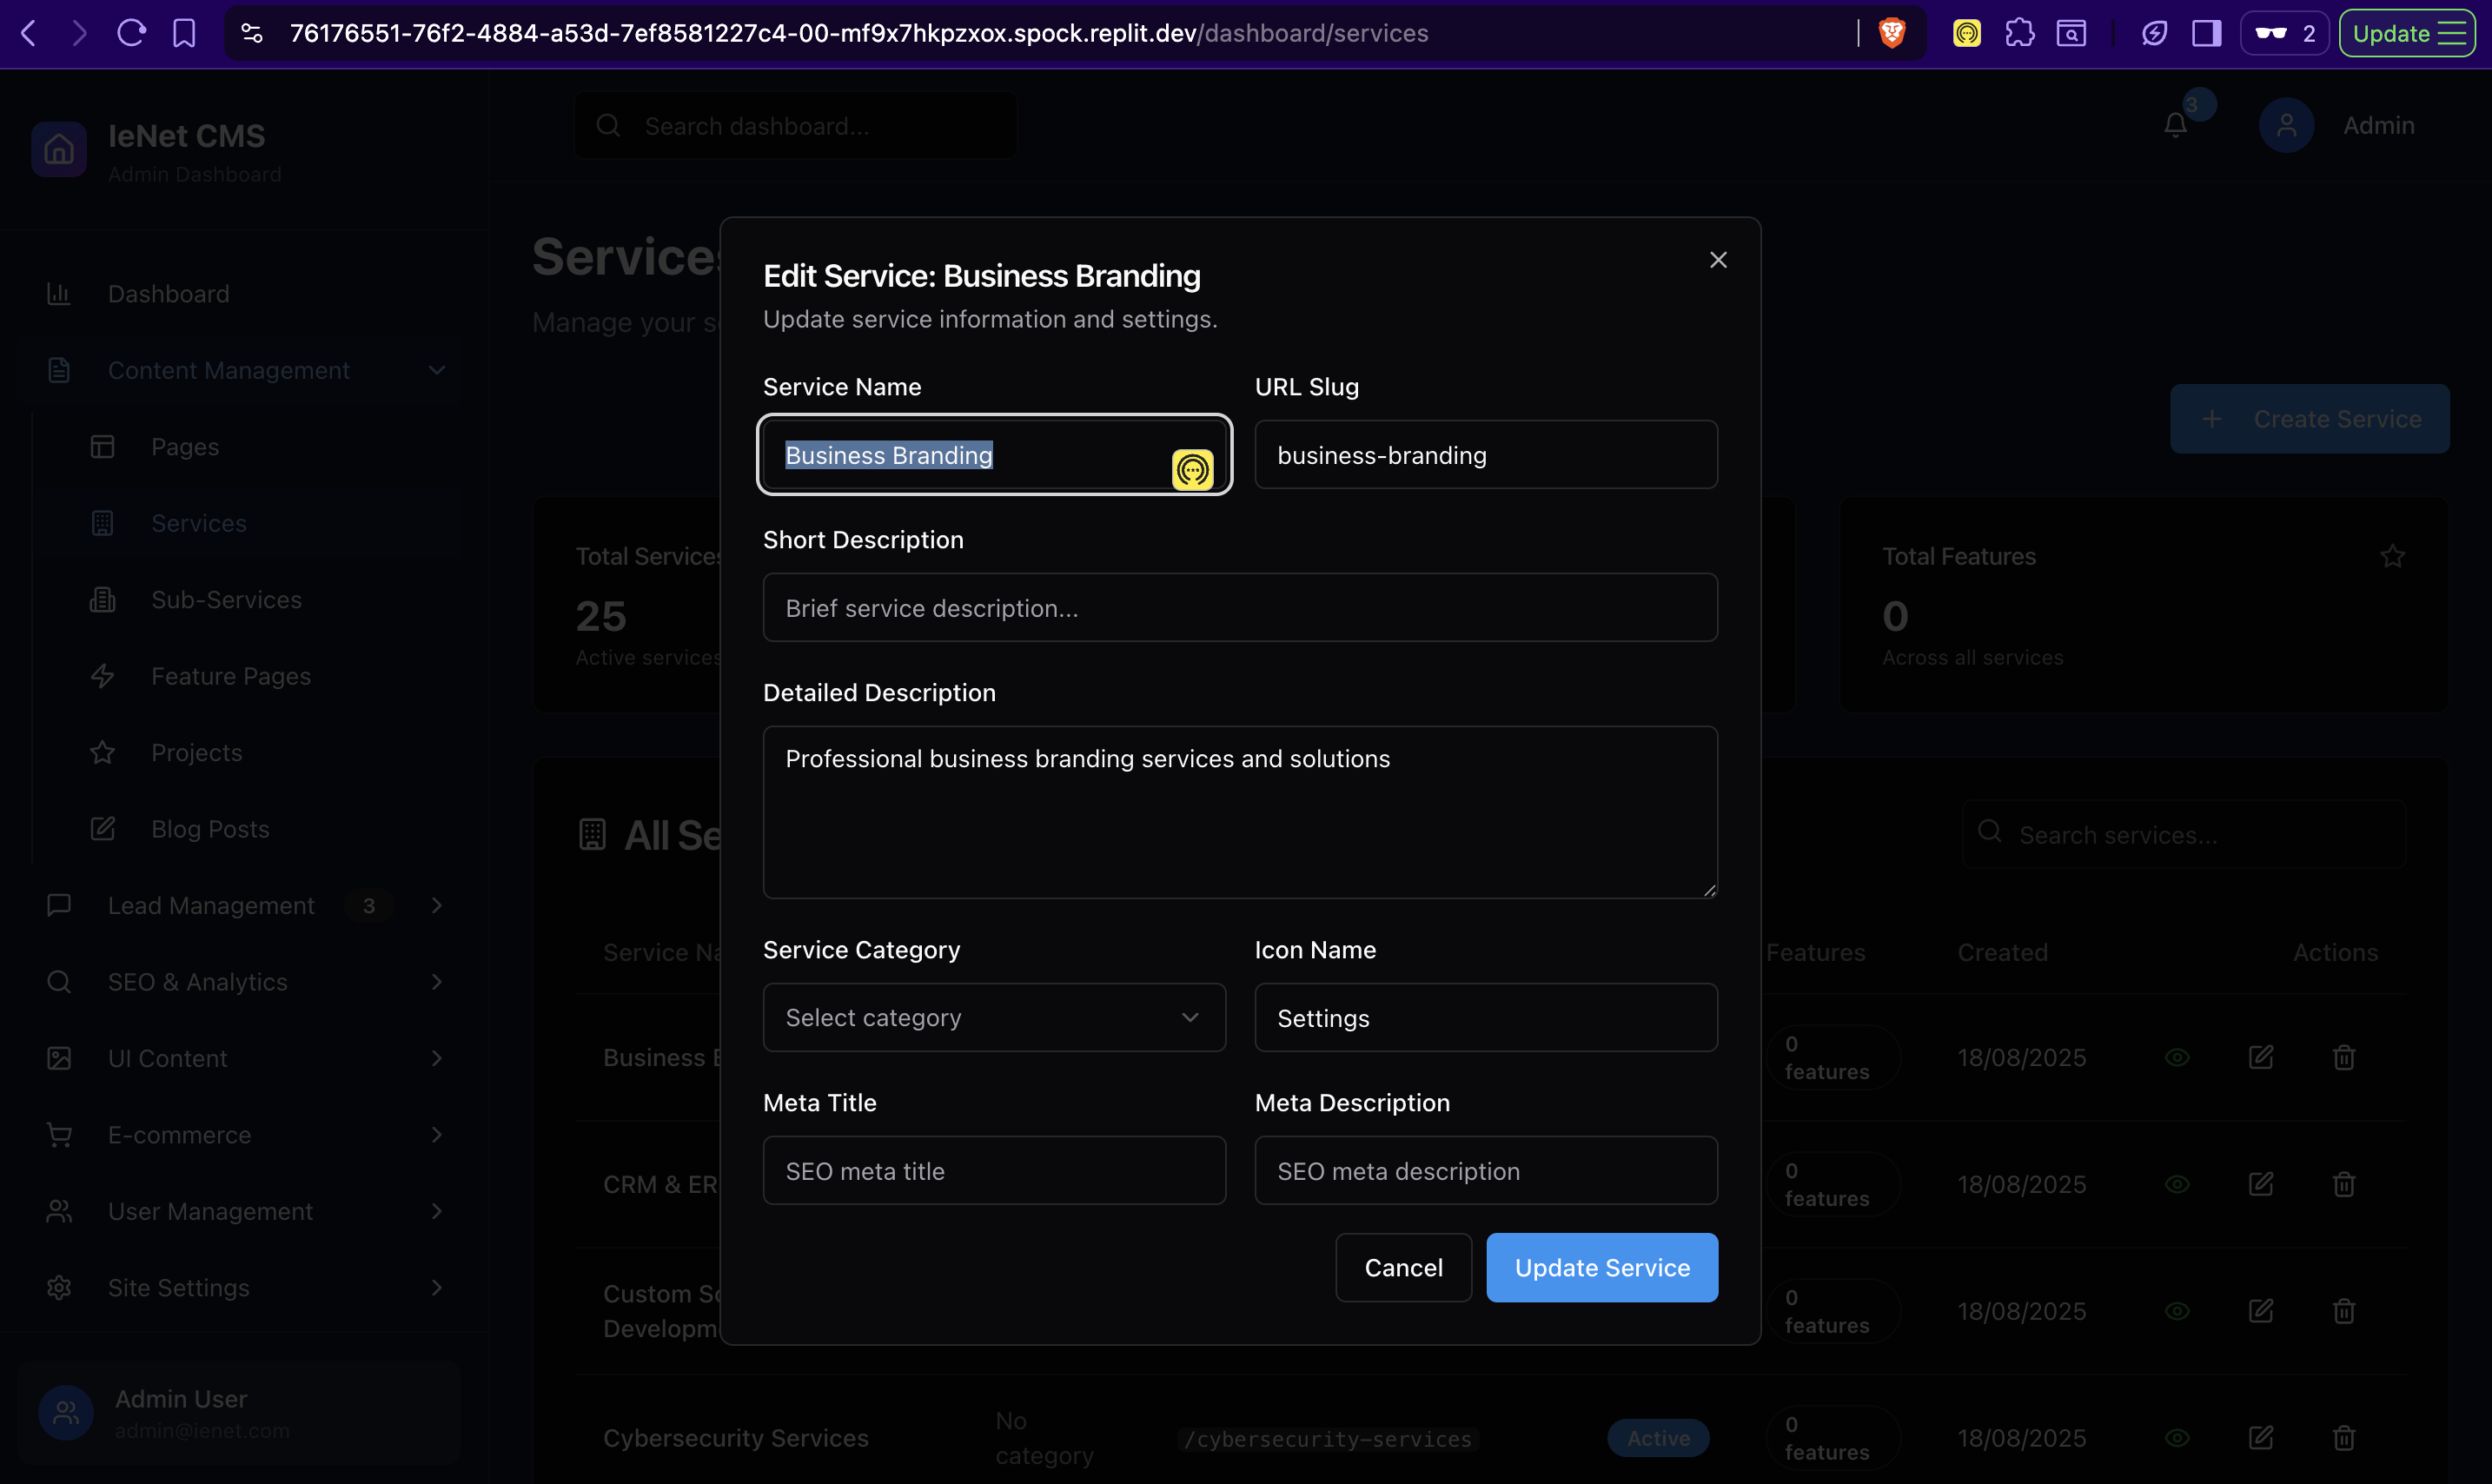 76176551-76f2-4884-a53d-7ef8581227c4-00-mf9x7hkpzxox.spock.replit.dev/dashboard/services
2
Update
IeNet CMS
Admin Dashboard
Search dashboard...
3
Admin
Dashboard
Content Management
Pages
Services
Sub-Services
Feature Pages
Projects
Blog Posts
Lead Management
3
SEO & Analytics
UI Content
E-commerce
User Management
Site Settings
Admin User
admin@ienet.com
Services
Manage your
Create Service
Total Services
25
Active services
Total Features
0
Across all services
All
Search services...
Service
Features
Created
Actions
Business
0
features
18/08/2025
CRM &
0
features
18/08/2025
Custom
0
features
18/08/2025
Cybersecurity Services
No
category
/cybersecurity-services
Active
0
features
18/08/2025
Edit Service: Business Branding
Update service information and settings.
Service Name
URL Slug
Business Branding
business-branding
Short Description
Brief service description...
Detailed Description
Professional business branding services and solutions
Service Category
Icon Name
Select category
Settings
Meta Title
Meta Description
SEO meta title
SEO meta description
Cancel
Update Service